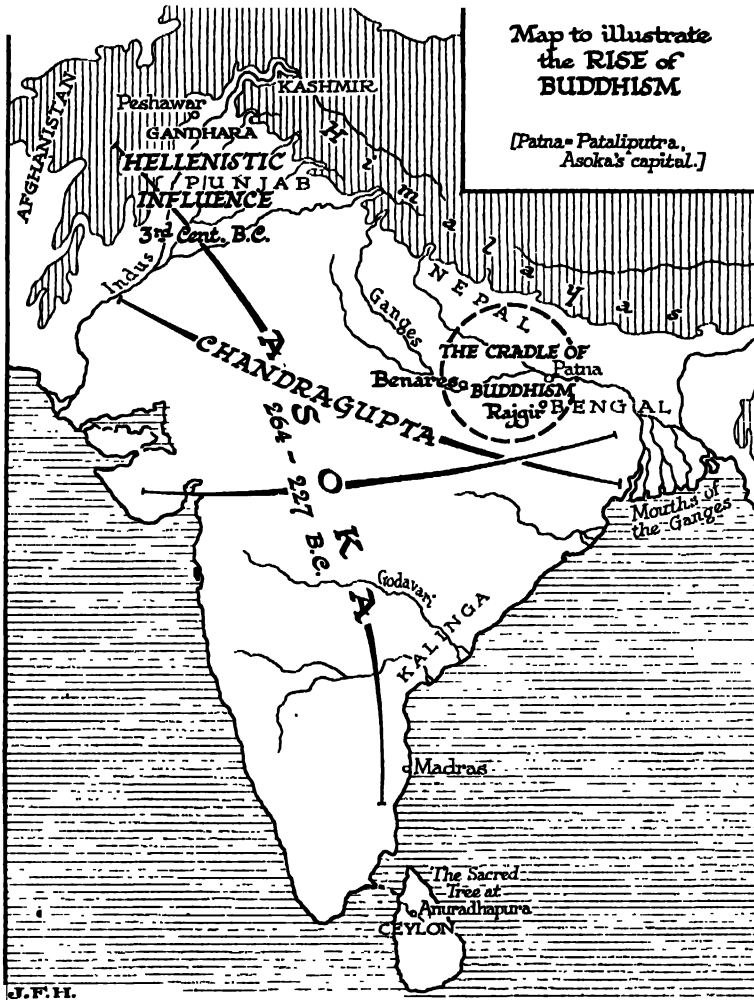 Map to illustrate
the RISE of
BUDDHISM
[Patna=Pataliputra,
Asoka's capital.]
KASHMIR
Peshawar
GANDHARA
AFGHANISTAN
HELLENISTIC
PUNJAB
INFLUENCE
3rd Cent. B.C.
Himalayas
Indus
NEPAL
Ganges
THE CRADLE OF
Patna
Benares
BUDDHISM
Rajgir
BENGAL
CHANDRAGUPTA
ASOKA
264-227 B.C.
Mouths of
the Ganges
Godavari
KALINGA
Madras
The Sacred
Tree at
Anuradhapura
CEYLON
J.F.H.